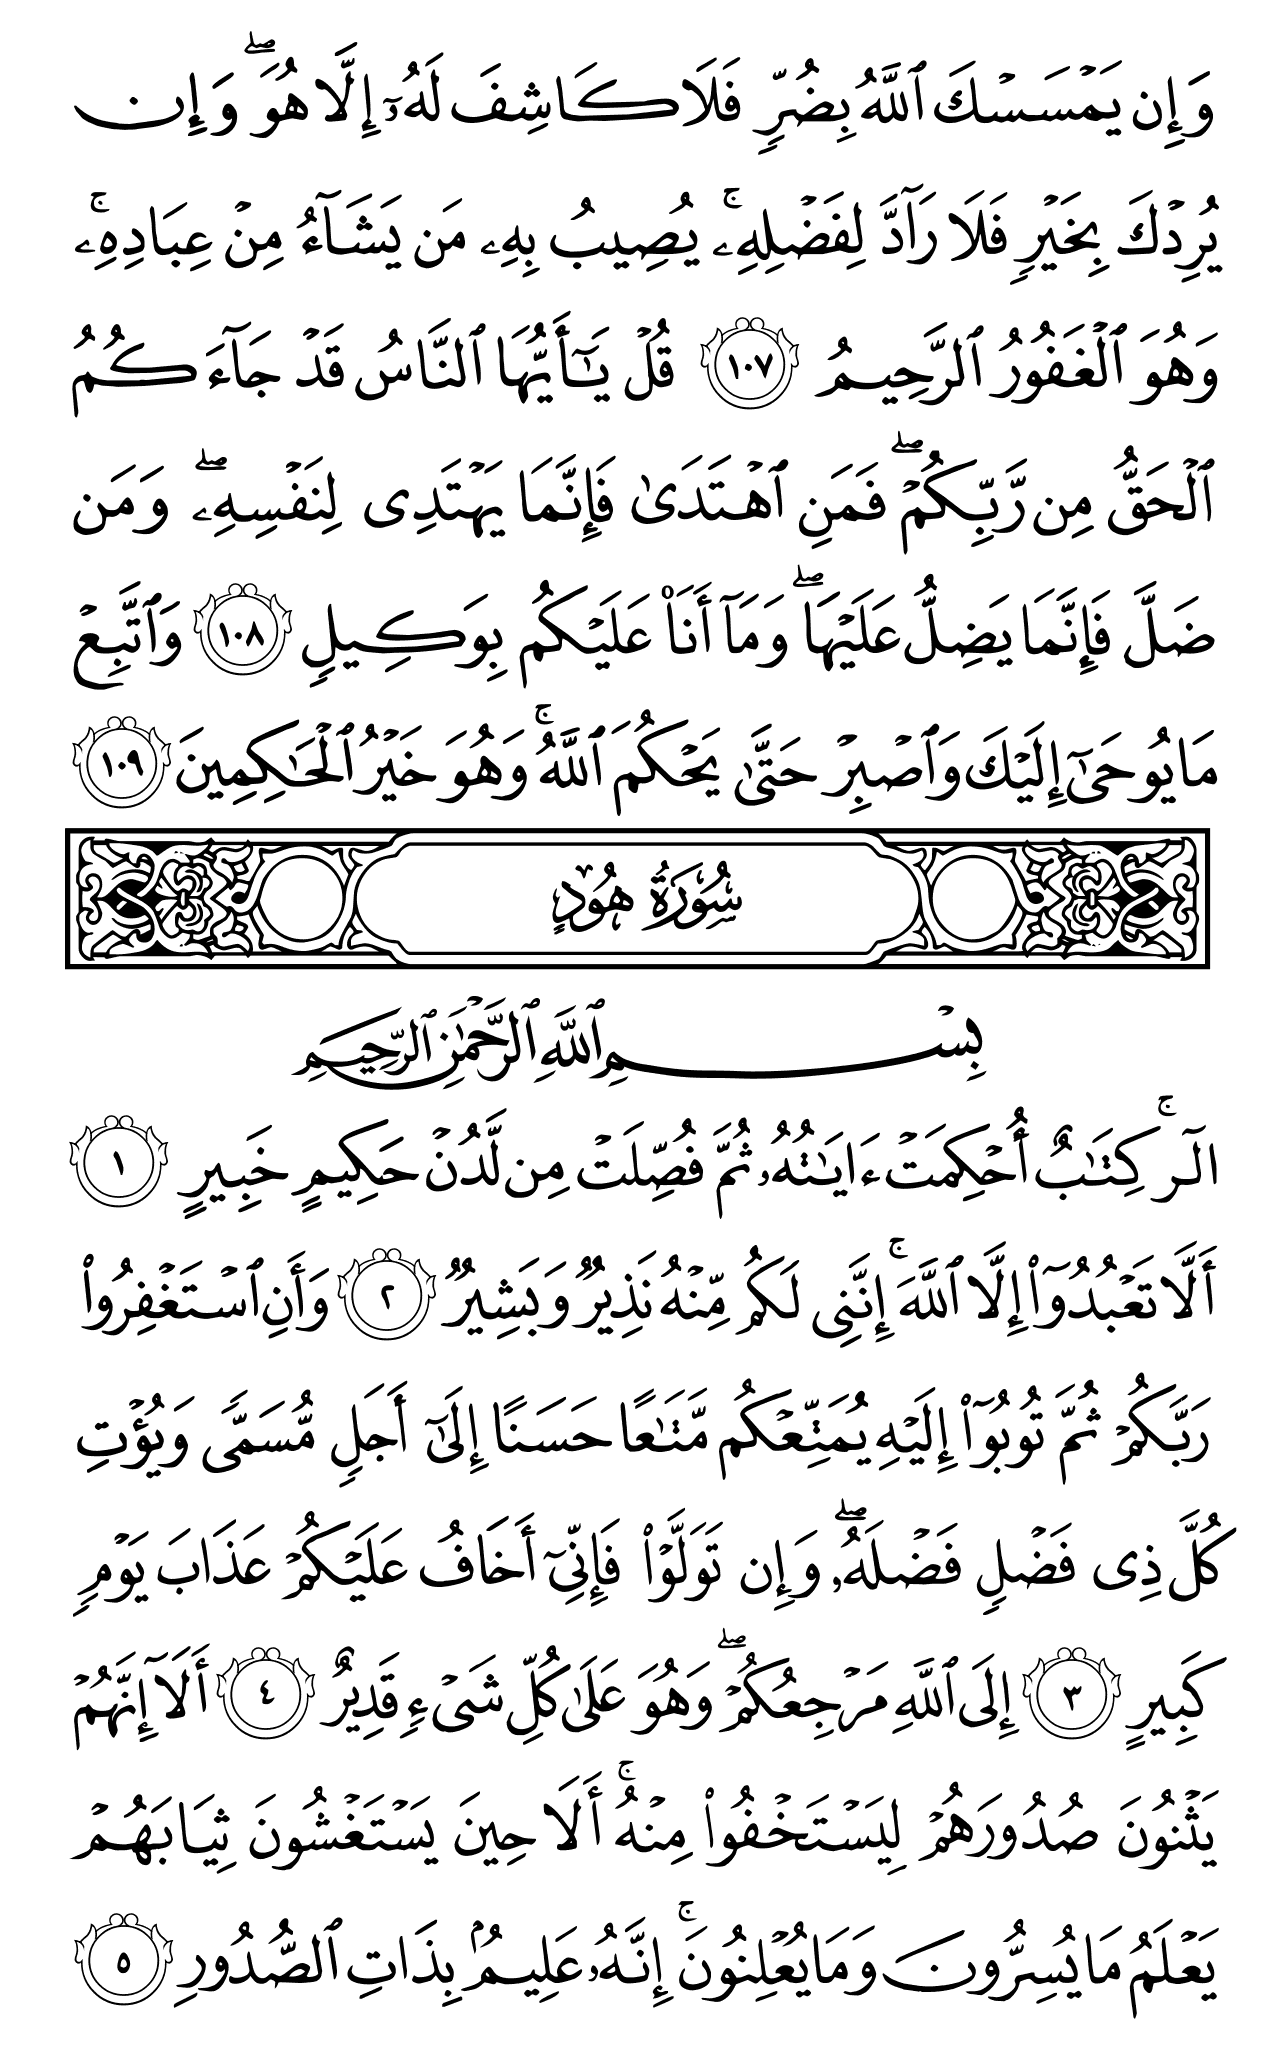 وَإِن يَمْسَسْكَ ٱللَّهُ بِضُرٍّ فَلَا كَاشِفَ لَهُۥٓ إِلَّا هُوَ ۖ وَإِن
يُرِدْكَ بِخَيْرٍ فَلَا رَآدَّ لِفَضْلِهِۦ ۚ يُصِيبُ بِهِۦ مَن يَشَآءُ مِنْ عِبَادِهِۦ ۚ
وَهُوَ ٱلْغَفُورُ ٱلرَّحِيمُ ١٠٧ قُلْ يَـٰٓأَيُّهَا ٱلنَّاسُ قَدْ جَآءَكُمُ
ٱلْحَقُّ مِن رَّبِّكُمْ ۖ فَمَنِ ٱهْتَدَىٰ فَإِنَّمَا يَهْتَدِى لِنَفْسِهِۦ ۖ وَمَن
ضَلَّ فَإِنَّمَا يَضِلُّ عَلَيْهَا ۖ وَمَآ أَنَا۠ عَلَيْكُم بِوَكِيلٍ ١٠٨ وَٱتَّبِعْ
مَا يُوحَىٰٓ إِلَيْكَ وَٱصْبِرْ حَتَّىٰ يَحْكُمَ ٱللَّهُ ۚ وَهُوَ خَيْرُ ٱلْحَـٰكِمِينَ ١٠٩
سُورَةُ هُودٍ
بِسْمِ ٱللَّهِ ٱلرَّحْمَـٰنِ ٱلرَّحِيمِ
الٓر ۚ كِتَـٰبٌ أُحْكِمَتْ ءَايَـٰتُهُۥ ثُمَّ فُصِّلَتْ مِن لَّدُنْ حَكِيمٍ خَبِيرٍ ١
أَلَّا تَعْبُدُوٓا۟ إِلَّا ٱللَّهَ ۚ إِنَّنِى لَكُم مِّنْهُ نَذِيرٌ وَبَشِيرٌ ٢ وَأَنِ ٱسْتَغْفِرُوا۟
رَبَّكُمْ ثُمَّ تُوبُوٓا۟ إِلَيْهِ يُمَتِّعْكُم مَّتَـٰعًا حَسَنًا إِلَىٰٓ أَجَلٍ مُّسَمًّى وَيُؤْتِ
كُلَّ ذِى فَضْلٍ فَضْلَهُۥ ۖ وَإِن تَوَلَّوْا۟ فَإِنِّىٓ أَخَافُ عَلَيْكُمْ عَذَابَ يَوْمٍ
كَبِيرٍ ٣ إِلَى ٱللَّهِ مَرْجِعُكُمْ ۖ وَهُوَ عَلَىٰ كُلِّ شَىْءٍ قَدِيرٌ ٤ أَلَآ إِنَّهُمْ
يَثْنُونَ صُدُورَهُمْ لِيَسْتَخْفُوا۟ مِنْهُ ۚ أَلَا حِينَ يَسْتَغْشُونَ ثِيَابَهُمْ
يَعْلَمُ مَا يُسِرُّونَ وَمَا يُعْلِنُونَ ۚ إِنَّهُۥ عَلِيمٌۢ بِذَاتِ ٱلصُّدُورِ ٥